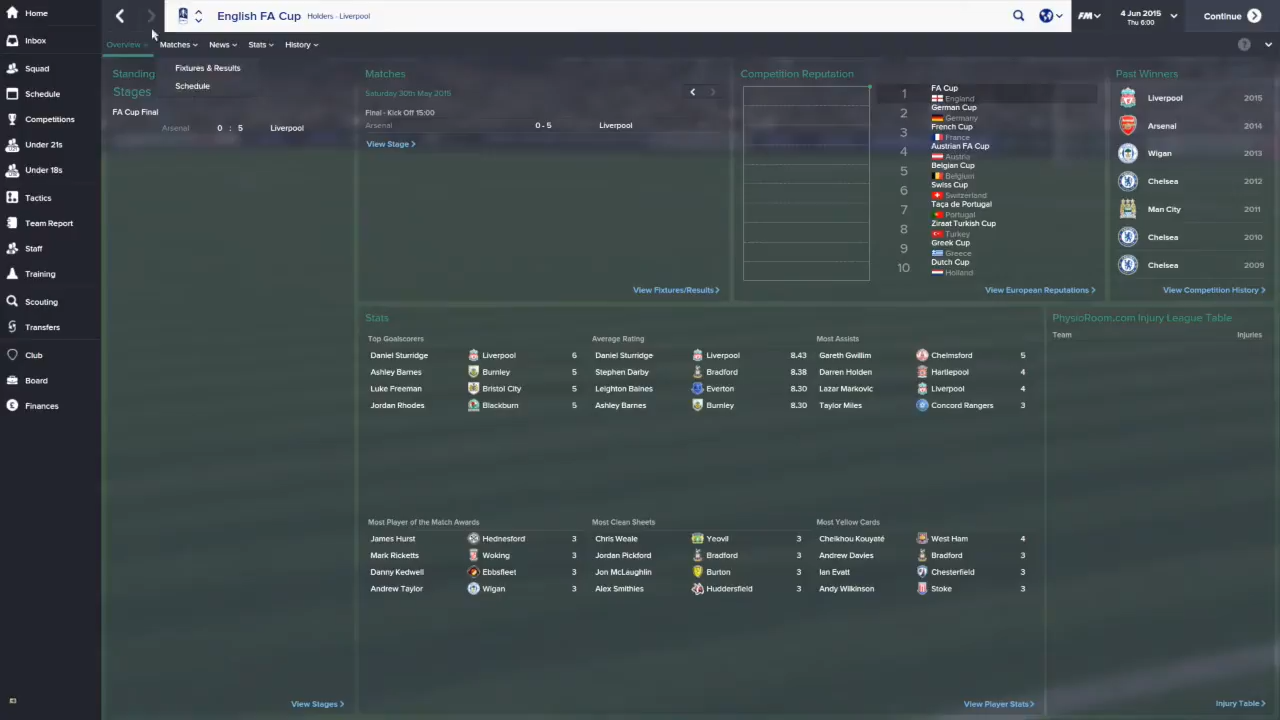 Home
English FA Cup Holders - Liverpool
FM
4 Jun 2015
Thu 6:00
Continue
Inbox
Overview Matches News Stats History
?
Squad
Schedule
Competitions
Under 21s
Under 18s
Tactics
Team Report
Staff
Training
Scouting
Transfers
Club
Board
Finances
Fixtures & Results
Schedule
Standing
Stages
FA Cup Final
Arsenal 0 : 5 Liverpool
View Stages >
Matches
Saturday 30th May 2015
Final - Kick Off 15:00
Arsenal 0 - 5 Liverpool
View Stage >
View Fixtures/Results >
Competition Reputation
1 FA Cup
England
2 German Cup
Germany
3 French Cup
France
4 Austrian FA Cup
Austria
5 Belgian Cup
Belgium
6 Swiss Cup
Switzerland
7 Taça de Portugal
Portugal
8 Ziraat Turkish Cup
Turkey
9 Greek Cup
Greece
10 Dutch Cup
Holland
View European Reputations >
Past Winners
Liverpool 2015
Arsenal 2014
Wigan 2013
Chelsea 2012
Man City 2011
Chelsea 2010
Chelsea 2009
View Competition History >
Stats
Top Goalscorers
Daniel Sturridge Liverpool 6
Ashley Barnes Burnley 5
Luke Freeman Bristol City 5
Jordan Rhodes Blackburn 5
Average Rating
Daniel Sturridge Liverpool 8.43
Stephen Darby Bradford 8.38
Leighton Baines Everton 8.30
Ashley Barnes Burnley 8.30
Most Assists
Gareth Gwillim Chelmsford 5
Darren Holden Hartlepool 4
Lazar Markovic Liverpool 4
Taylor Miles Concord Rangers 3
Most Player of the Match Awards
James Hurst Hednesford 3
Mark Ricketts Woking 3
Danny Kedwell Ebbsfleet 3
Andrew Taylor Wigan 3
Most Clean Sheets
Chris Weale Yeovil 3
Jordan Pickford Bradford 3
Jon McLaughlin Burton 3
Alex Smithies Huddersfield 3
Most Yellow Cards
Cheikhou Kouyaté West Ham 4
Andrew Davies Bradford 3
Ian Evatt Chesterfield 3
Andy Wilkinson Stoke 3
View Player Stats >
PhysioRoom.com Injury League Table
Team Injuries
Injury Table >